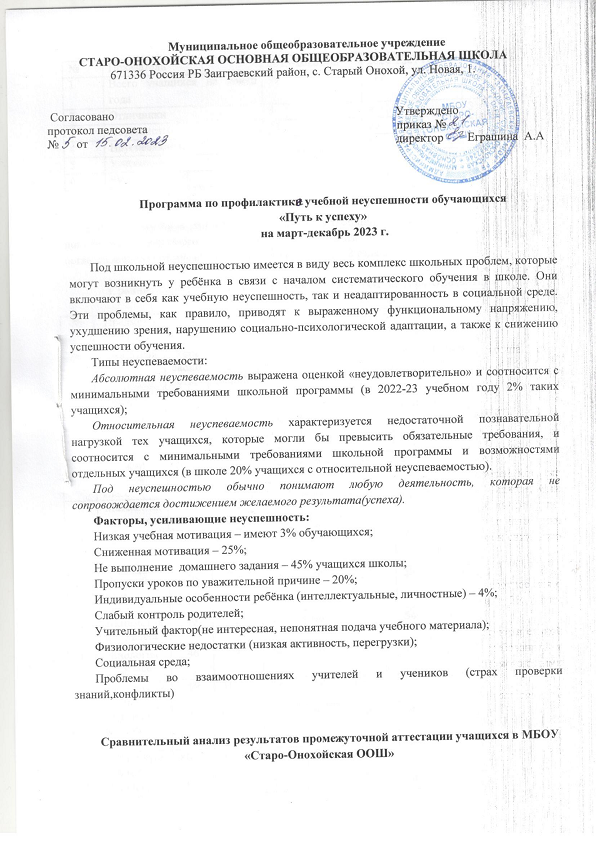 Муниципальное общеобразовательное учреждение
СТАРО-ОНОХОЙСКАЯ ОСНОВНАЯ ОБЩЕОБРАЗОВАТЕЛЬНАЯ ШКОЛА
671336 Россия РБ Заиграевский район, с. Старый Онохой, ул. Новая, 1.
Согласовано
протокол педсовета
№ 5 от 15.02.2023
Утверждено
приказ № 21
директор Еграшина А.А
МБОУ
Программа по профилактике учебной неуспешности обучающихся
«Путь к успеху»
на март-декабрь 2023 г.
Под школьной неуспешностью имеется в виду весь комплекс школьных проблем, которые
могут возникнуть у ребёнка в связи с началом систематического обучения в школе. Они
включают в себя как учебную неуспешность, так и неадаптированность в социальной среде.
Эти проблемы, как правило, приводят к выраженному функциональному напряжению,
ухудшению зрения, нарушению социально-психологической адаптации, а также к снижению
успешности обучения.
Типы неуспеваемости:
Абсолютная неуспеваемость выражена оценкой «неудовлетворительно» и соотносится с
минимальными требованиями школьной программы (в 2022-23 учебном году 2% таких
учащихся);
Относительная неуспеваемость характеризуется недостаточной познавательной
нагрузкой тех учащихся, которые могли бы превысить обязательные требования, и
соотносится с минимальными требованиями школьной программы и возможностями
отдельных учащихся (в школе 20% учащихся с относительной неуспеваемостью).
Под неуспешностью обычно понимают любую деятельность, которая не
сопровождается достижением желаемого результата(успеха).
Факторы, усиливающие неуспешность:
Низкая учебная мотивация – имеют 3% обучающихся;
Сниженная мотивация – 25%;
Не выполнение домашнего задания – 45% учащихся школы;
Пропуски уроков по уважительной причине – 20%;
Индивидуальные особенности ребёнка (интеллектуальные, личностные) – 4%;
Слабый контроль родителей;
Учительный фактор(не интересная, непонятная подача учебного материала);
Физиологические недостатки (низкая активность, перегрузки);
Социальная среда;
Проблемы во взаимоотношениях учителей и учеников (страх проверки
знаний,конфликты)
Сравнительный анализ результатов промежуточной аттестации учащихся в МБОУ
«Старо-Онохойская ООШ»